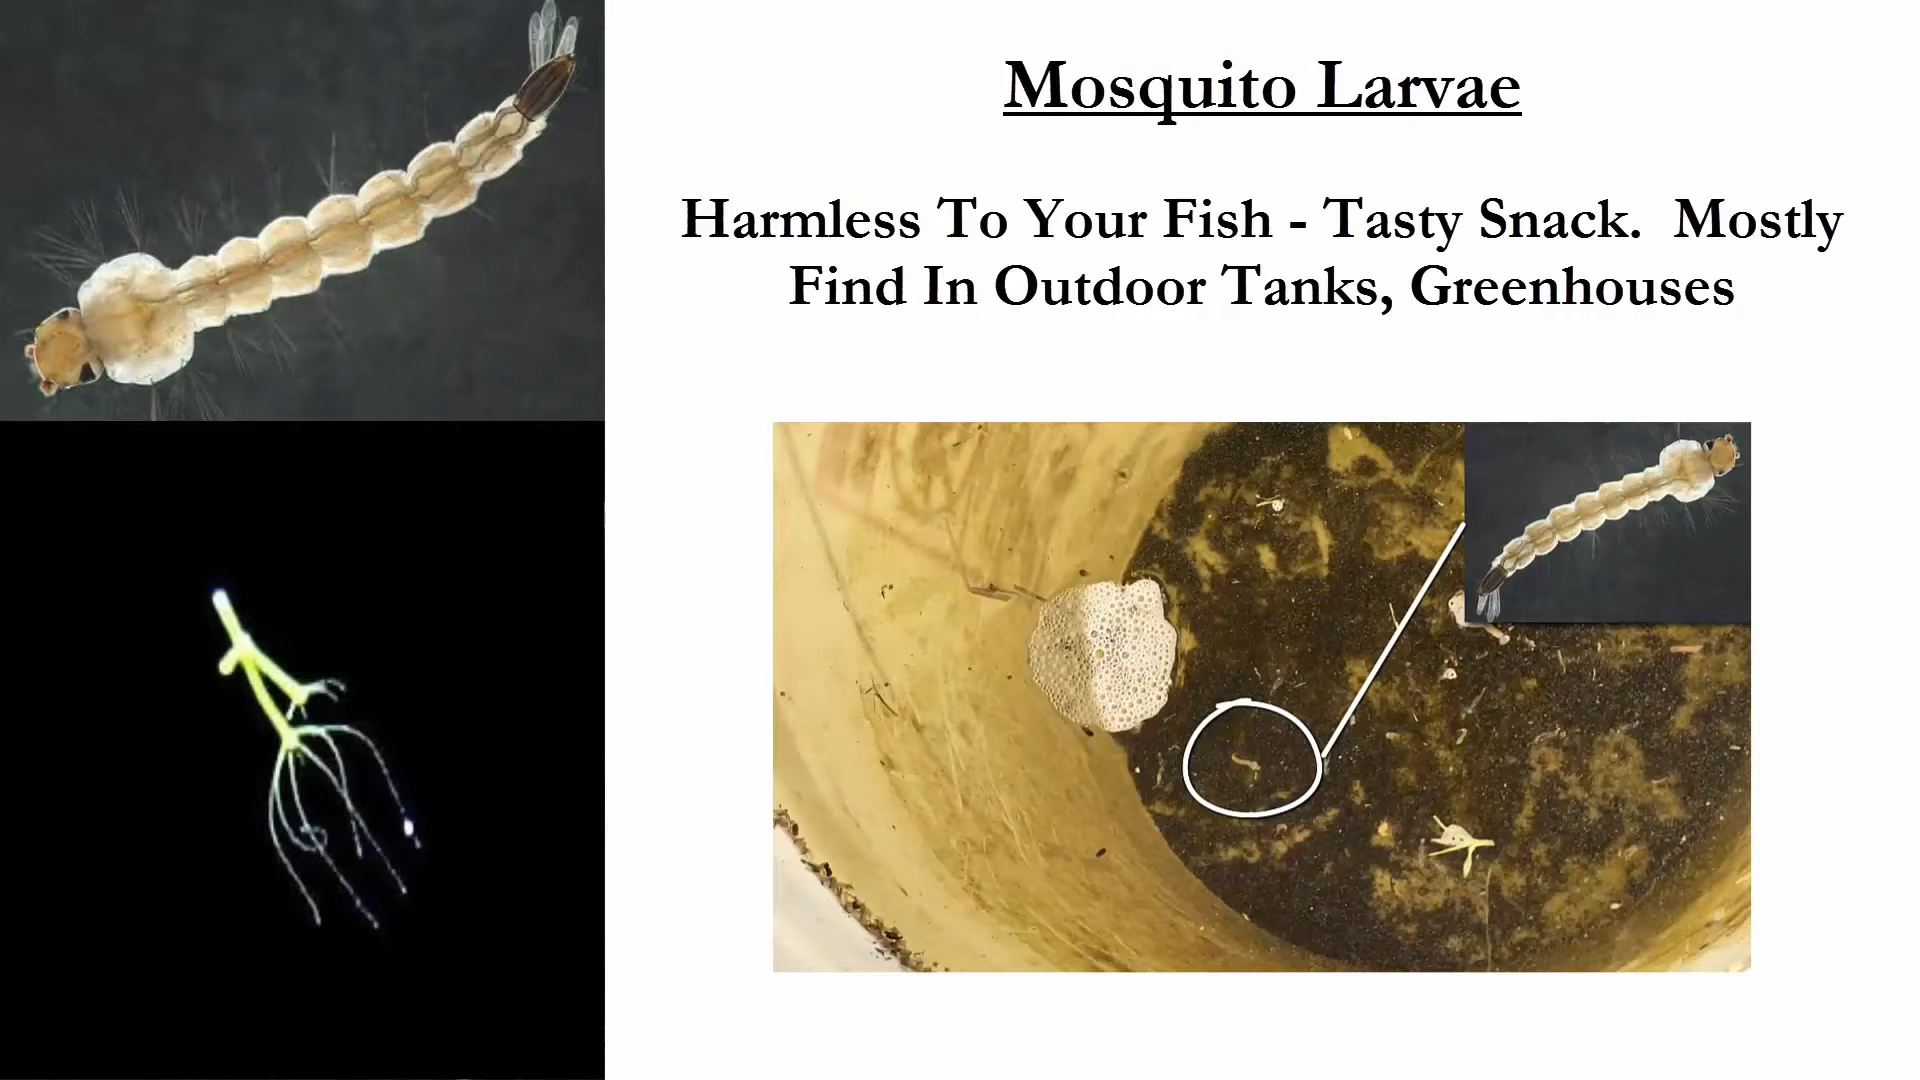 Mosquito Larvae
Harmless To Your Fish - Tasty Snack.  Mostly
Find In Outdoor Tanks, Greenhouses